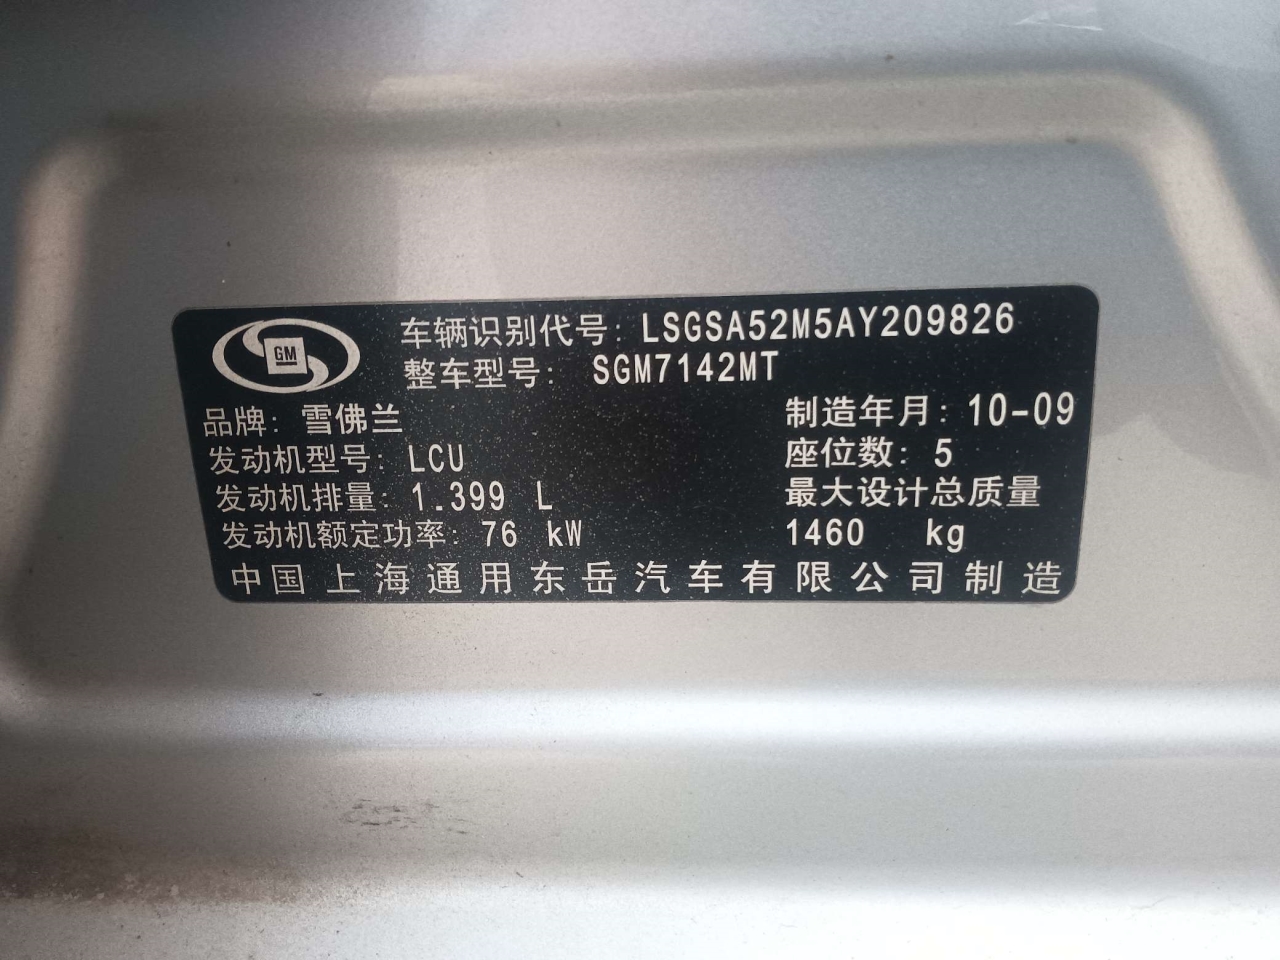 GM
车辆识别代号: LSGSA52M5AY209826
整车型号: SGM7142MT
品牌: 雪佛兰
制造年月: 10-09
发动机型号: LCU
座位数: 5
发动机排量: 1.399 L
最大设计总质量
发动机额定功率: 76 kW
1460 kg
中国上海通用东岳汽车有限公司制造